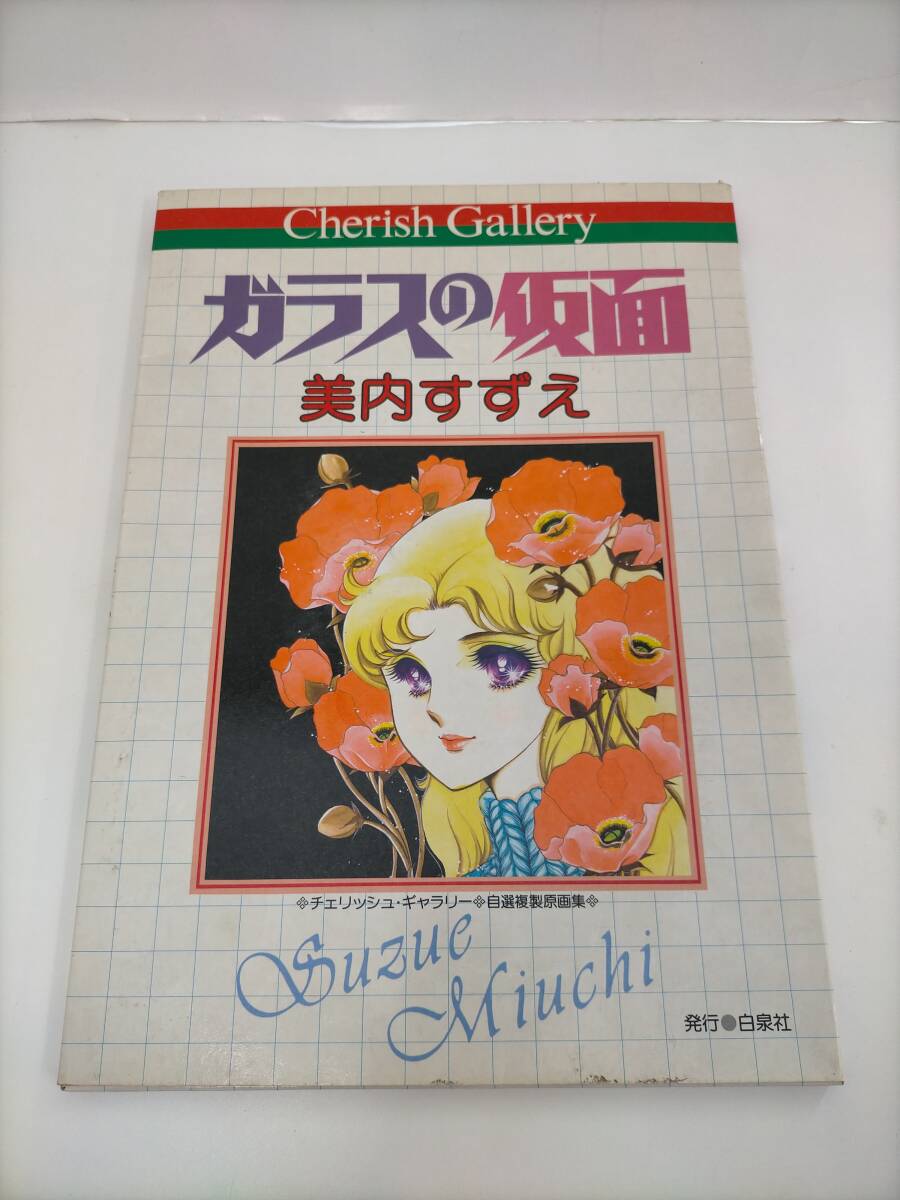 Cherish Gallery
ガラスの仮面
美内すずえ
❖チェリッシュ・ギャラリー❖自選複製原画集❖
Suzue
Miuchi
発行●白泉社